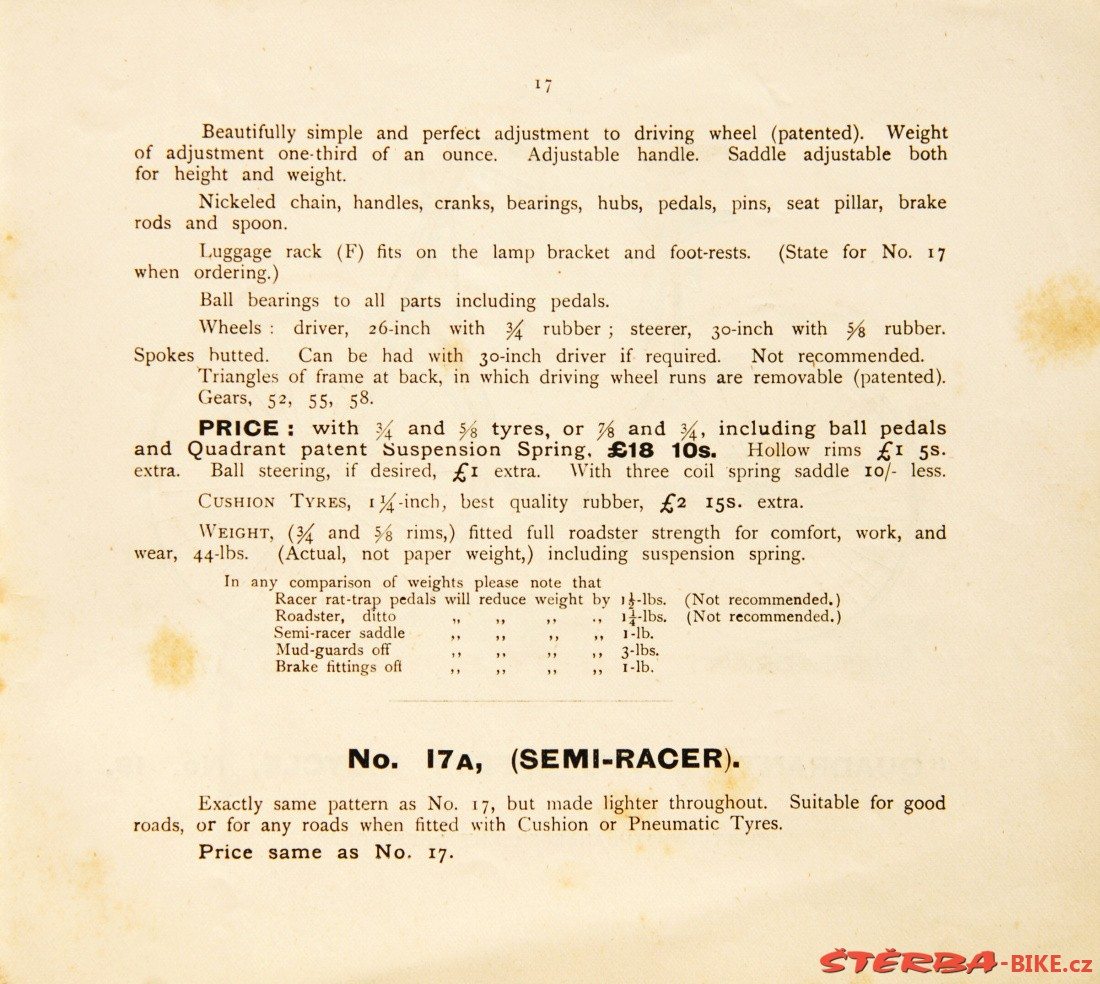 17
Beautifully simple and perfect adjustment to driving wheel (patented). Weight
of adjustment one-third of an ounce. Adjustable handle. Saddle adjustable both
for height and weight.
Nickeled chain, handles, cranks, bearings, hubs, pedals, pins, seat pillar, brake
rods and spoon.
Luggage rack (F) fits on the lamp bracket and foot-rests. (State for No. 17
when ordering.)
Ball bearings to all parts including pedals.
Wheels: driver, 26-inch with ¾ rubber; steerer, 30-inch with ⅝ rubber.
Spokes butted. Can be had with 30-inch driver if required. Not recommended.
Triangles of frame at back, in which driving wheel runs are removable (patented).
Gears, 52, 55, 58.
PRICE: with ¾ and ⅝ tyres, or ⅞ and ¾, including ball pedals
and Quadrant patent Suspension Spring, £18 10s. Hollow rims £1 5s.
extra. Ball steering, if desired, £1 extra. With three coil spring saddle 10/- less.
CUSHION TYRES, 1¼-inch, best quality rubber, £2 15s. extra.
WEIGHT, (¾ and ⅝ rims,) fitted full roadster strength for comfort, work, and
wear, 44-lbs. (Actual, not paper weight,) including suspension spring.
In any comparison of weights please note that
Racer rat-trap pedals will reduce weight by 1½-lbs. (Not recommended.)
Roadster, ditto ,, ,, ,, ,, 1¼-lbs. (Not recommended.)
Semi-racer saddle ,, ,, ,, ,, 1-lb.
Mud-guards off ,, ,, ,, ,, 3-lbs.
Brake fittings off ,, ,, ,, ,, 1-lb.
No. 17A, (SEMI-RACER).
Exactly same pattern as No. 17, but made lighter throughout. Suitable for good
roads, or for any roads when fitted with Cushion or Pneumatic Tyres.
Price same as No. 17.
ŠTĚRBA-BIKE.cz